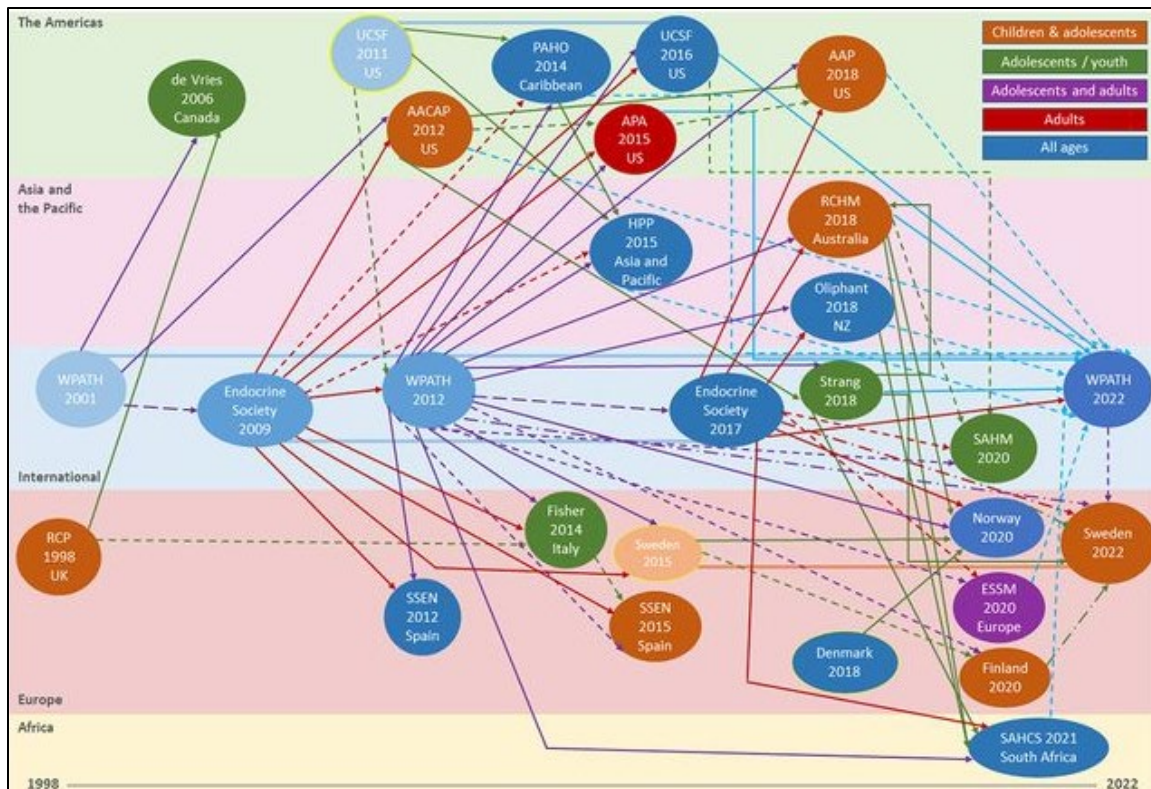 The Americas
UCSF
2011
US
PAHO
2014
Caribbean
UCSF
2016
US
AAP
2018
US
Children & adolescents
Adolescents / youth
Adolescents and adults
Adults
All ages
de Vries
2006
Canada
AACAP
2012
US
APA
2015
US
Asia and
the Pacific
RCHM
2018
Australia
HPP
2015
Asia and
Pacific
Oliphant
2018
NZ
WPATH
2001
Endocrine
Society
2009
WPATH
2012
Endocrine
Society
2017
Strang
2018
WPATH
2022
SAHM
2020
International
RCP
1998
UK
Fisher
2014
Italy
Sweden
2015
Norway
2020
Sweden
2022
SSEN
2012
Spain
SSEN
2015
Spain
ESSM
2020
Europe
Denmark
2018
Finland
2020
Europe
Africa
SAHCS 2021
South Africa
1998
2022